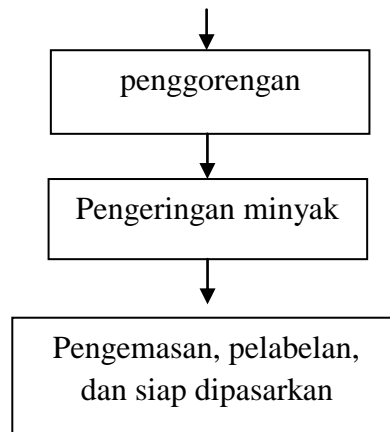 penggorengan
Pengeringan minyak
Pengemasan, pelabelan,
dan siap dipasarkan